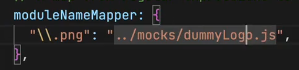 moduleNameMapper: {
"\\.png": "../mocks/dummyLogo.js",
},